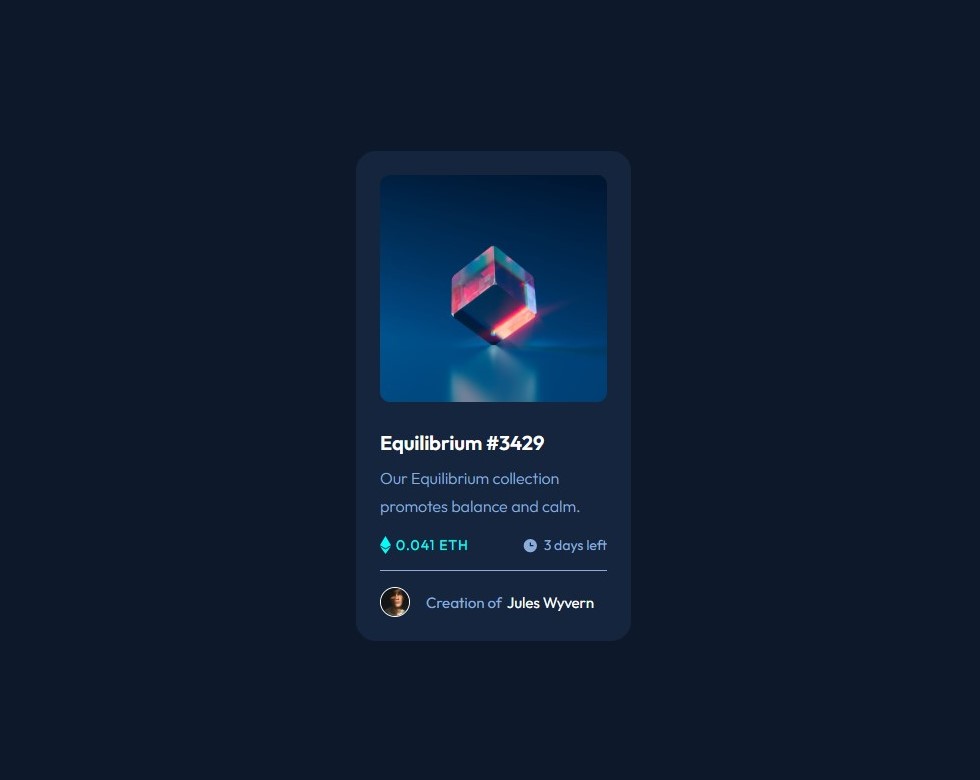 Equilibrium #3429
Our Equilibrium collection
promotes balance and calm.
0.041 ETH
3 days left
Creation of Jules Wyvern